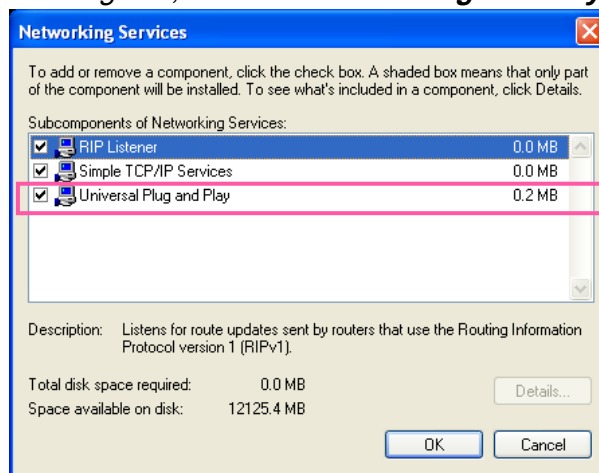 Networking Services
To add or remove a component, click the check box. A shaded box means that only part
of the component will be installed. To see what's included in a component, click Details.
Subcomponents of Networking Services:
RIP Listener 0.0 MB
Simple TCP/IP Services 0.0 MB
Universal Plug and Play 0.2 MB
Description: Listens for route updates sent by routers that use the Routing Information
Protocol version 1 (RIPv1).
Total disk space required: 0.0 MB
Space available on disk: 12125.4 MB
Details...
OK Cancel